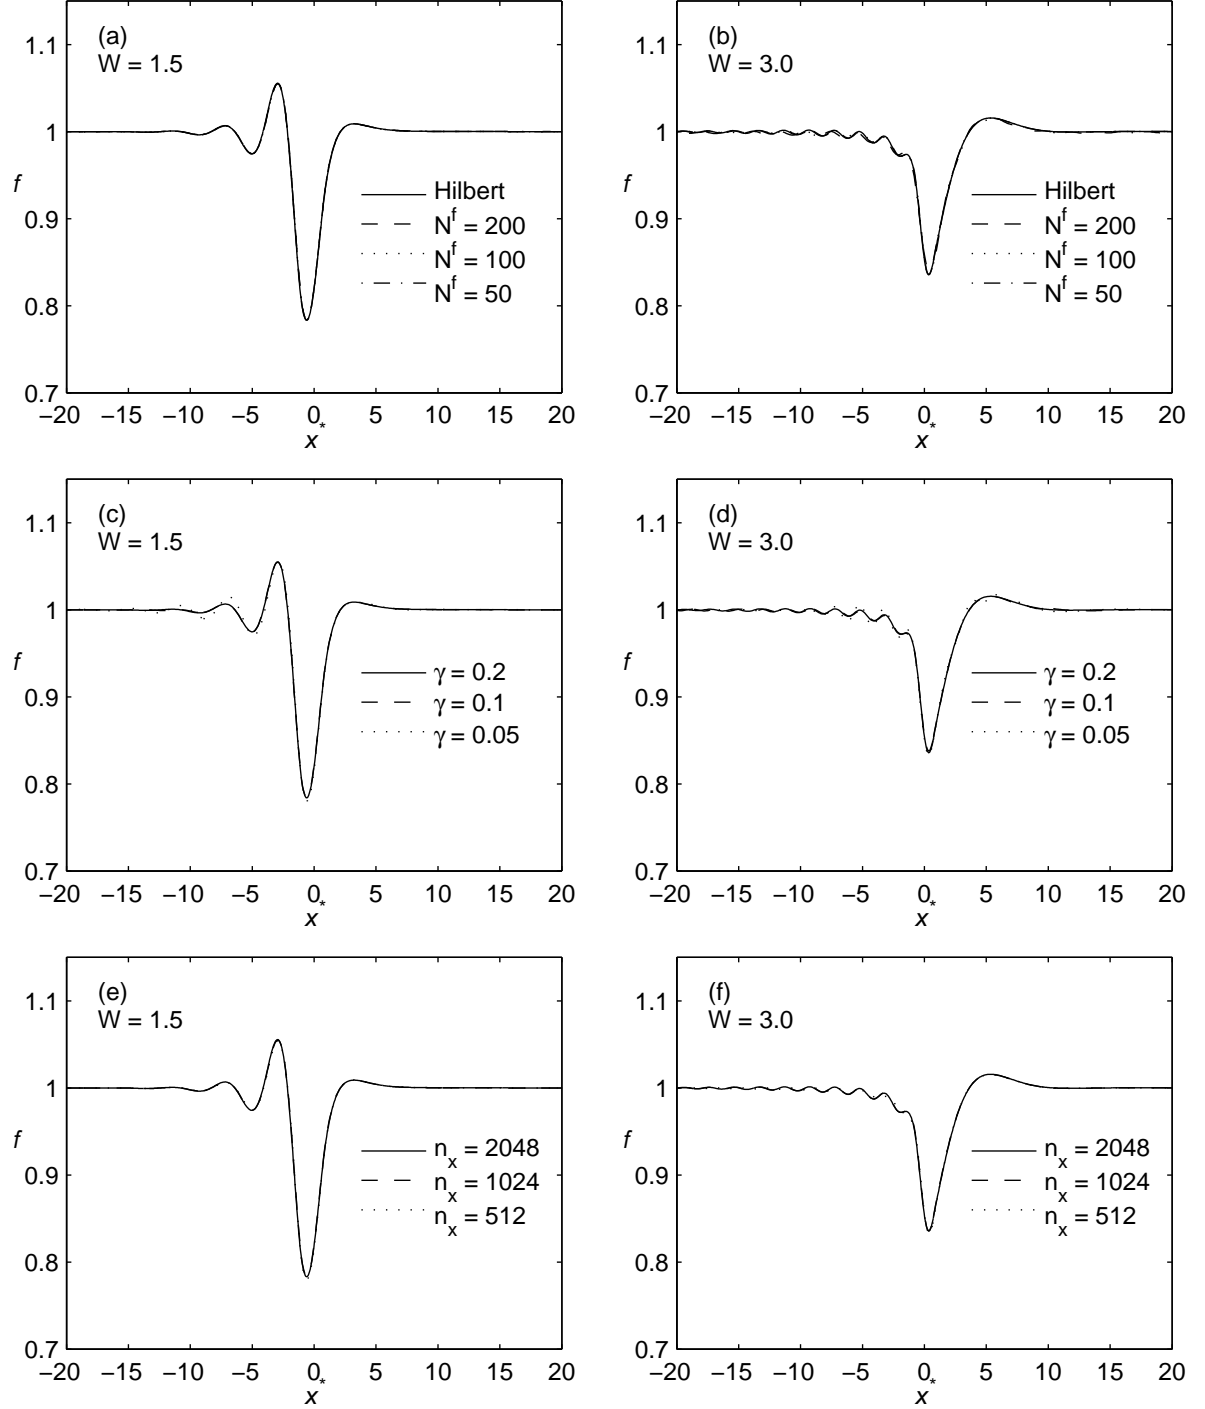 (a)
W = 1.5
1.1
1
0.9
0.8
0.7
f
Hilbert
N^f = 200
N^f = 100
N^f = 50
−20 −15 −10 −5 0 5 10 15 20
x*
(b)
W = 3.0
1.1
1
0.9
0.8
0.7
f
Hilbert
N^f = 200
N^f = 100
N^f = 50
−20 −15 −10 −5 0 5 10 15 20
x*
(c)
W = 1.5
1.1
1
0.9
0.8
0.7
f
γ = 0.2
γ = 0.1
γ = 0.05
−20 −15 −10 −5 0 5 10 15 20
x*
(d)
W = 3.0
1.1
1
0.9
0.8
0.7
f
γ = 0.2
γ = 0.1
γ = 0.05
−20 −15 −10 −5 0 5 10 15 20
x*
(e)
W = 1.5
1.1
1
0.9
0.8
0.7
f
n_x = 2048
n_x = 1024
n_x = 512
−20 −15 −10 −5 0 5 10 15 20
x*
(f)
W = 3.0
1.1
1
0.9
0.8
0.7
f
n_x = 2048
n_x = 1024
n_x = 512
−20 −15 −10 −5 0 5 10 15 20
x*